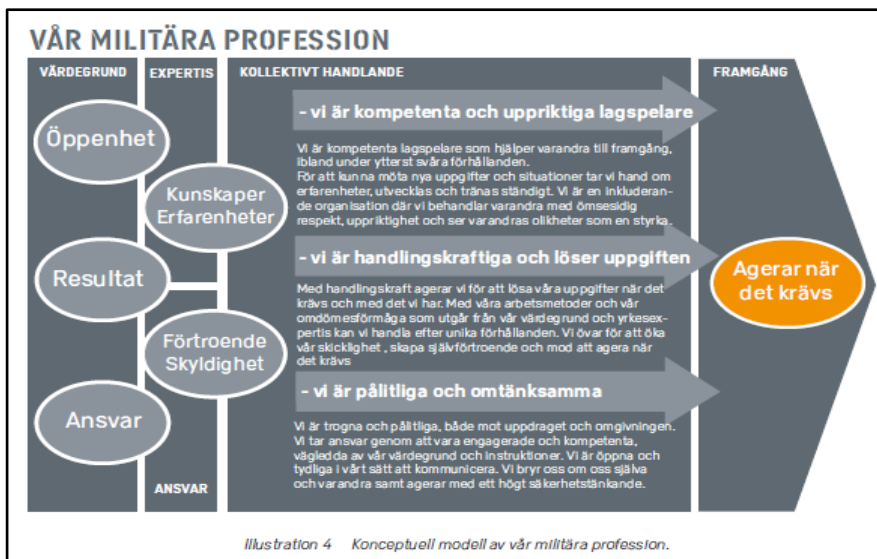 VÅR MILITÄRA PROFESSION
VÄRDEGRUND
EXPERTIS
KOLLEKTIVT HANDLANDE
FRAMGÅNG
Öppenhet
Resultat
Ansvar
Kunskaper
Erfarenheter
Förtroende
Skyldighet
ANSVAR
- vi är kompetenta och uppriktiga lagspelare
Vi är kompetenta lagspelare som hjälper varandra till framgång,
ibland under ytterst svåra förhållanden.
För att kunna möta nya uppgifter och situationer tar vi hand om
erfarenheter, utvecklas och tränas ständigt. Vi är en inkluderan-
de organisation där vi behandlar varandra med ömsesidig
respekt, uppriktighet och ser varandras olikheter som en styrka.
- vi är handlingskraftiga och löser uppgiften
Med handlingskraft agerar vi för att lösa våra uppgifter när det
krävs och med det vi har. Med våra arbetsmetoder och vår
omdömesförmåga som utgår från vår värdegrund och yrkesex-
pertis kan vi handla efter unika förhållanden. Vi övar för att öka
vår skicklighet , skapa självförtroende och mod att agera när
det krävs
- vi är pålitliga och omtänksamma
Vi är trogna och pålitliga, både mot uppdraget och omgivningen.
Vi tar ansvar genom att vara engagerade och kompetenta,
vägledda av vår värdegrund och instruktioner. Vi är öppna och
tydliga i vårt sätt att kommunicera. Vi bryr oss om oss själva
och varandra samt agerar med ett högt säkerhetstänkande.
Agerar när
det krävs
Illustration 4 Konceptuell modell av vår militära profession.